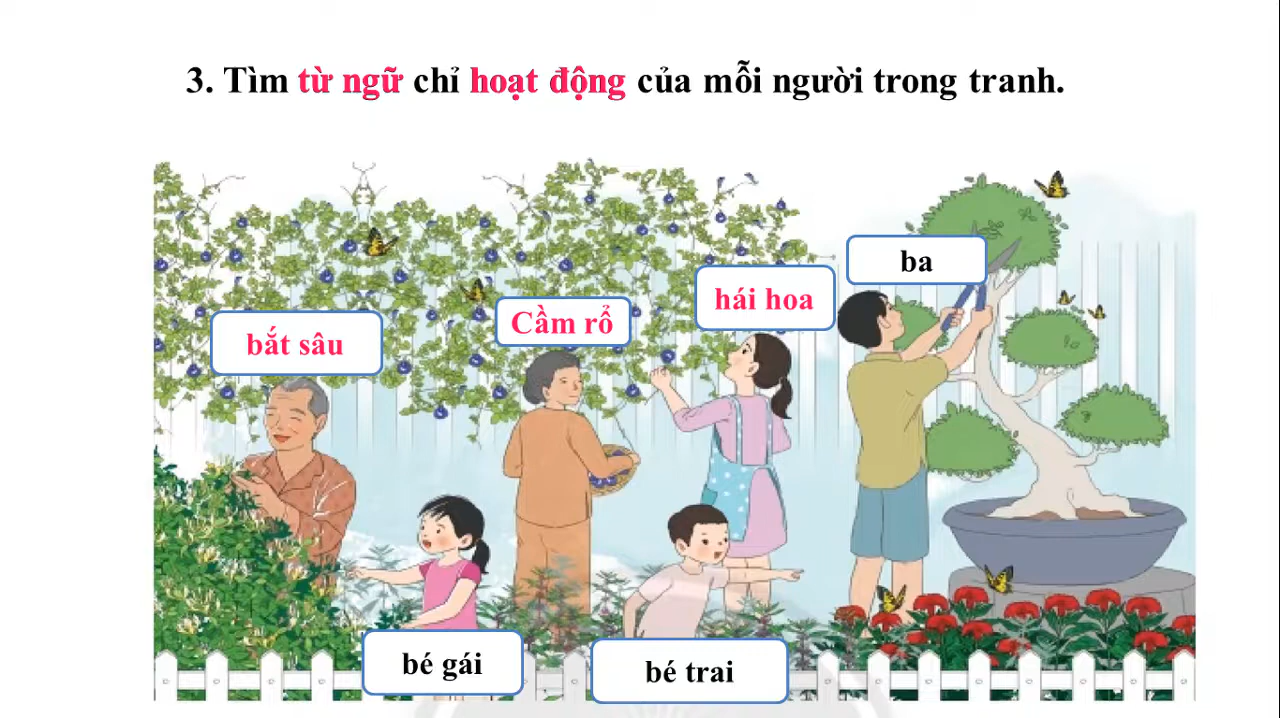 3. Tìm từ ngữ chỉ hoạt động của mỗi người trong tranh.
ba
hái hoa
Cầm rổ
bắt sâu
bé gái
bé trai